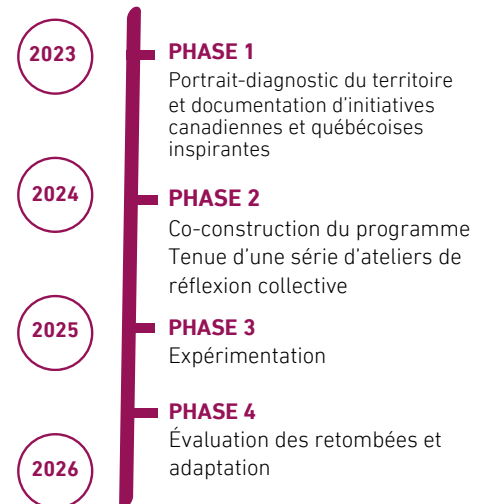 2023
PHASE 1
Portrait-diagnostic du territoire
et documentation d'initiatives
canadiennes et québécoises
inspirantes
2024
PHASE 2
Co-construction du programme
Tenue d'une série d'ateliers de
réflexion collective
2025
PHASE 3
Expérimentation
PHASE 4
Évaluation des retombées et
adaptation
2026